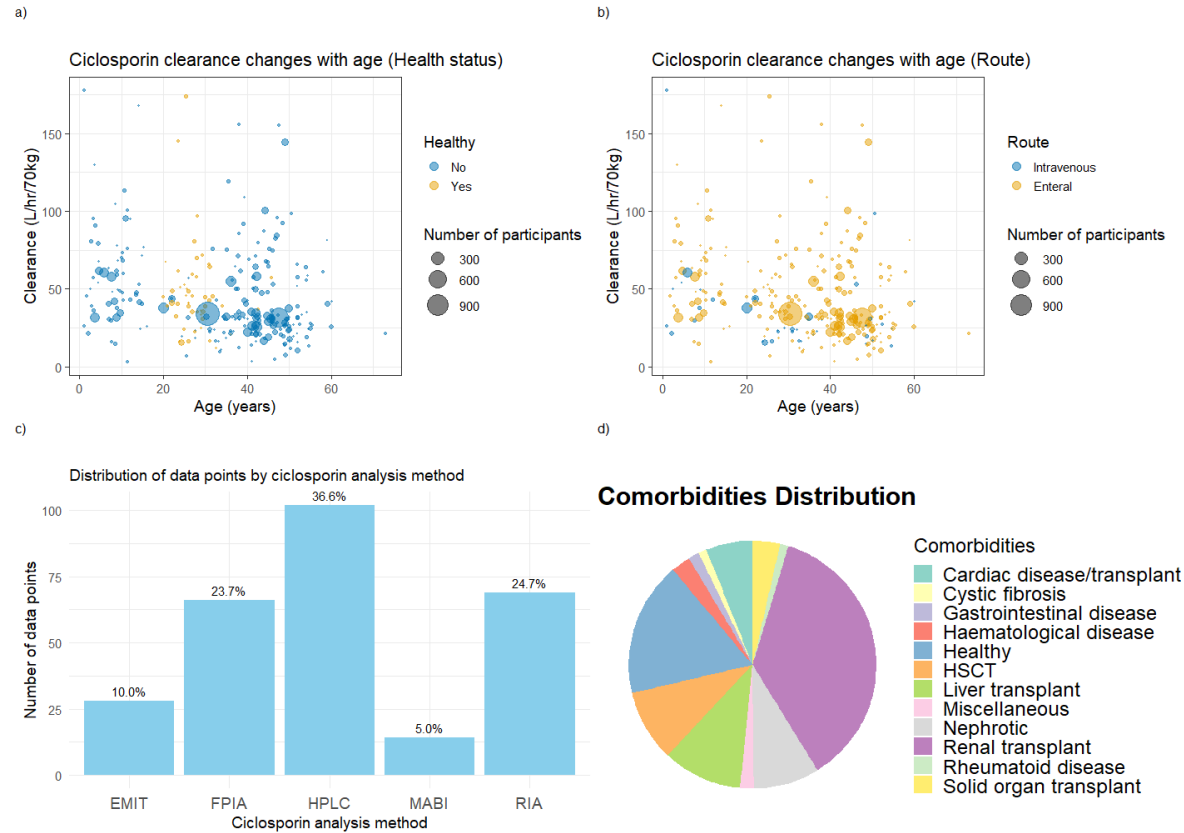 a)
Ciclosporin clearance changes with age (Health status)
Clearance (L/hr/70kg)
150
100
50
0
0 20 40 60
Age (years)
Healthy
No
Yes
Number of participants
300
600
900
b)
Ciclosporin clearance changes with age (Route)
Clearance (L/hr/70kg)
150
100
50
0
0 20 40 60
Age (years)
Route
Intravenous
Enteral
Number of participants
300
600
900
c)
Distribution of data points by ciclosporin analysis method
Number of data points
100
75
50
25
0
10.0% 23.7% 36.6% 5.0% 24.7%
EMIT FPIA HPLC MABI RIA
Ciclosporin analysis method
d)
Comorbidities Distribution
Comorbidities
Cardiac disease/transplant
Cystic fibrosis
Gastrointestinal disease
Haematological disease
Healthy
HSCT
Liver transplant
Miscellaneous
Nephrotic
Renal transplant
Rheumatoid disease
Solid organ transplant